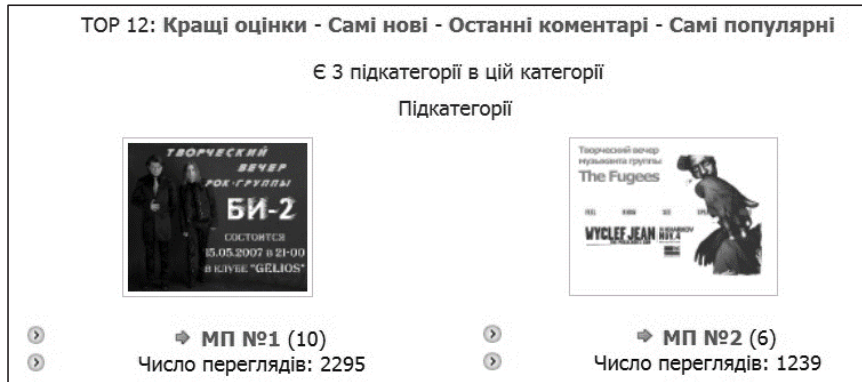 TOP 12: Кращі оцінки - Самі нові - Останні коментарі - Самі популярні
Є 3 підкатегорії в цій категорії
Підкатегорії
ТВОРЧЕСКИЙ
ВЕЧЕР
РОК-ГРУППЫ
БИ-2
СОСТОИТСЯ
15.05.2007 в 21-00
В КЛУБЕ "GELIOS"
Творческий вечер
музыканта группы
The Fugees
WYCLEF JEAN
NOV.4
МП №1 (10)
Число переглядів: 2295
МП №2 (6)
Число переглядів: 1239